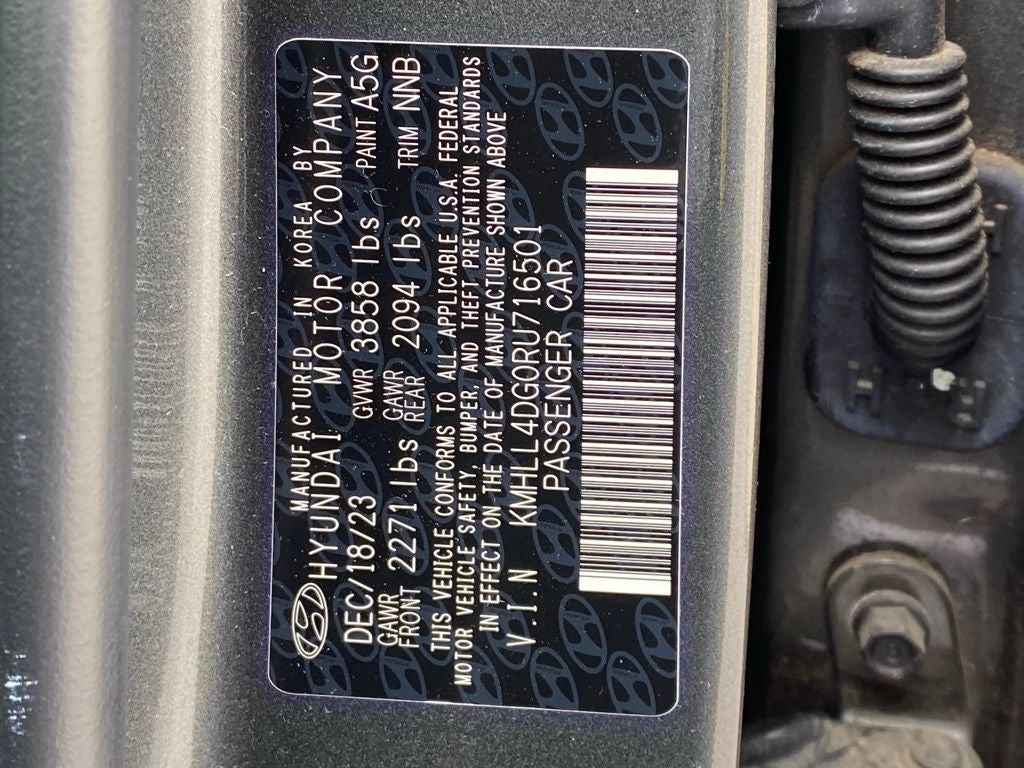 MANUFACTURED IN KOREA BY
HYUNDAI MOTOR COMPANY
DEC/18/23 GVWR 3858 lbs PAINT A5G
GAWR FRONT 2271 lbs GAWR REAR 2094 lbs TRIM NNB
THIS VEHICLE CONFORMS TO ALL APPLICABLE U.S.A. FEDERAL
MOTOR VEHICLE SAFETY, BUMPER, AND THEFT PREVENTION STANDARDS
IN EFFECT ON THE DATE OF MANUFACTURE SHOWN ABOVE
V.I.N KMHLL4DG0RU716501
PASSENGER CAR